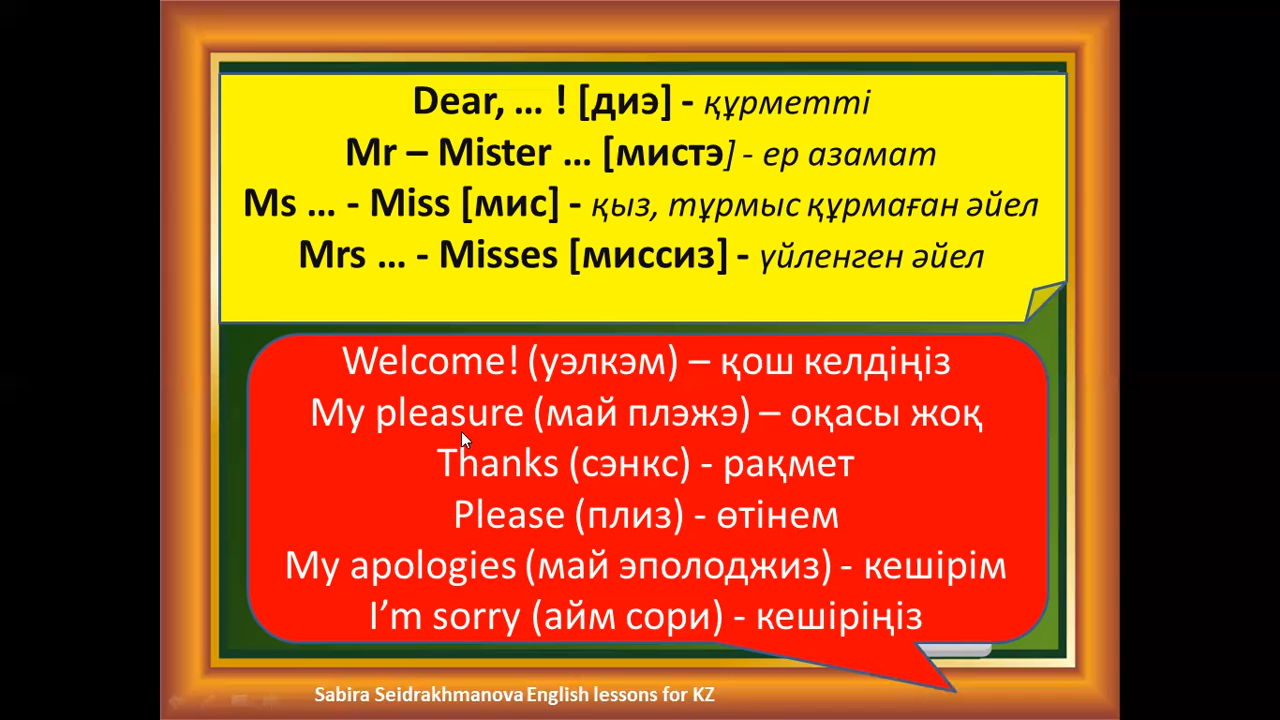 Dear, … ! [диэ] - құрметті
Mr – Mister … [мистэ] - ер азамат
Ms … - Miss [мис] - қыз, тұрмыс құрмаған әйел
Mrs … - Misses [миссиз] - үйленген әйел
Welcome! (уэлкэм) – қош келдіңіз
My pleasure (май плэжэ) – оқасы жоқ
Thanks (сэнкс) - рақмет
Please (плиз) - өтінем
My apologies (май эполоджиз) - кешірім
I’m sorry (айм сори) - кешіріңіз
Sabira Seidrakhmanova English lessons for KZ